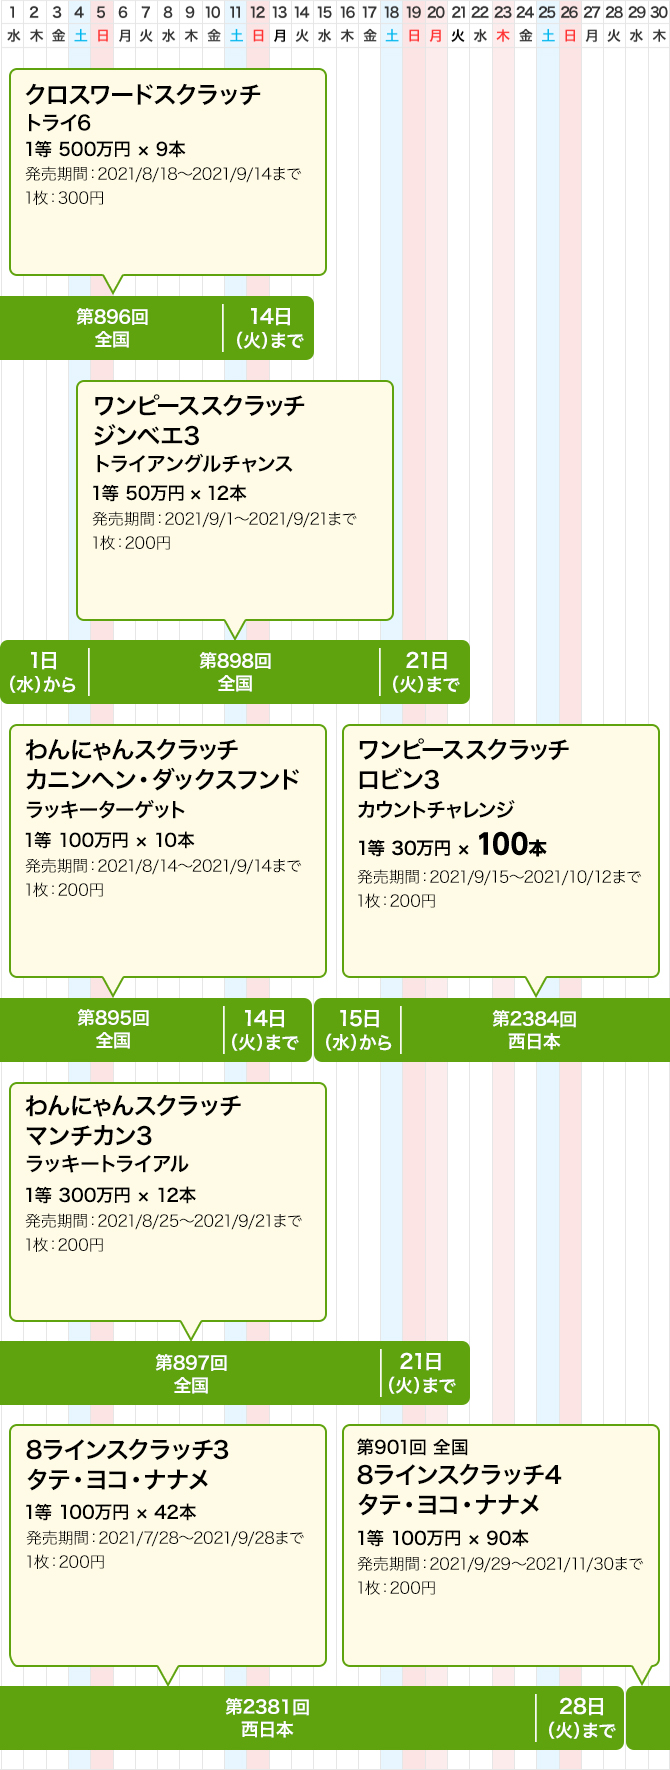 1 2 3 4 5 6 7 8 9 10 11 12 13 14 15 16 17 18 19 20 21 22 23 24 25 26 27 28 29 30
水 木 金 土 日 月 火 水 木 金 土 日 月 火 水 木 金 土 日 月 火 水 木 金 土 日 月 火 水 木
クロスワードスクラッチ
トライ6
1等 500万円 × 9本
発売期間：2021/8/18～2021/9/14まで
1枚：300円
第896回
全国
14日
（火）まで
ワンピーススクラッチ
ジンベエ3
トライアングルチャンス
1等 50万円 × 12本
発売期間：2021/9/1～2021/9/21まで
1枚：200円
1日
（水）から
第898回
全国
21日
（火）まで
わんにゃんスクラッチ
カニンヘン・ダックスフンド
ラッキーターゲット
1等 100万円 × 10本
発売期間：2021/8/14～2021/9/14まで
1枚：200円
ワンピーススクラッチ
ロビン3
カウントチャレンジ
1等 30万円 × 100本
発売期間：2021/9/15～2021/10/12まで
1枚：200円
第895回
全国
14日
（火）まで
15日
（水）から
第2384回
西日本
わんにゃんスクラッチ
マンチカン3
ラッキートライアル
1等 300万円 × 12本
発売期間：2021/8/25～2021/9/21まで
1枚：200円
第897回
全国
21日
（火）まで
8ラインスクラッチ3
タテ・ヨコ・ナナメ
1等 100万円 × 42本
発売期間：2021/7/28～2021/9/28まで
1枚：200円
第901回 全国
8ラインスクラッチ4
タテ・ヨコ・ナナメ
1等 100万円 × 90本
発売期間：2021/9/29～2021/11/30まで
1枚：200円
第2381回
西日本
28日
（火）まで